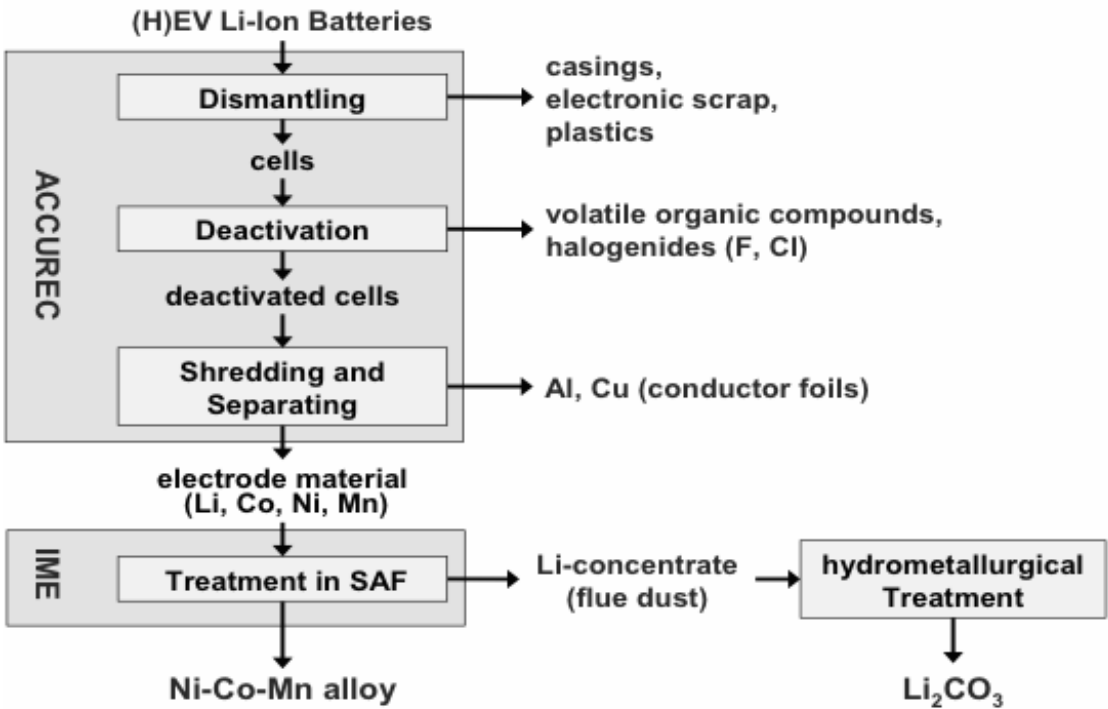 (H)EV Li-Ion Batteries
ACCUREC
Dismantling
casings,
electronic scrap,
plastics
cells
Deactivation
volatile organic compounds,
halogenides (F, Cl)
deactivated cells
Shredding and
Separating
Al, Cu (conductor foils)
electrode material
(Li, Co, Ni, Mn)
IME
Treatment in SAF
Li-concentrate
(flue dust)
hydrometallurgical
Treatment
Ni-Co-Mn alloy
Li₂CO₃